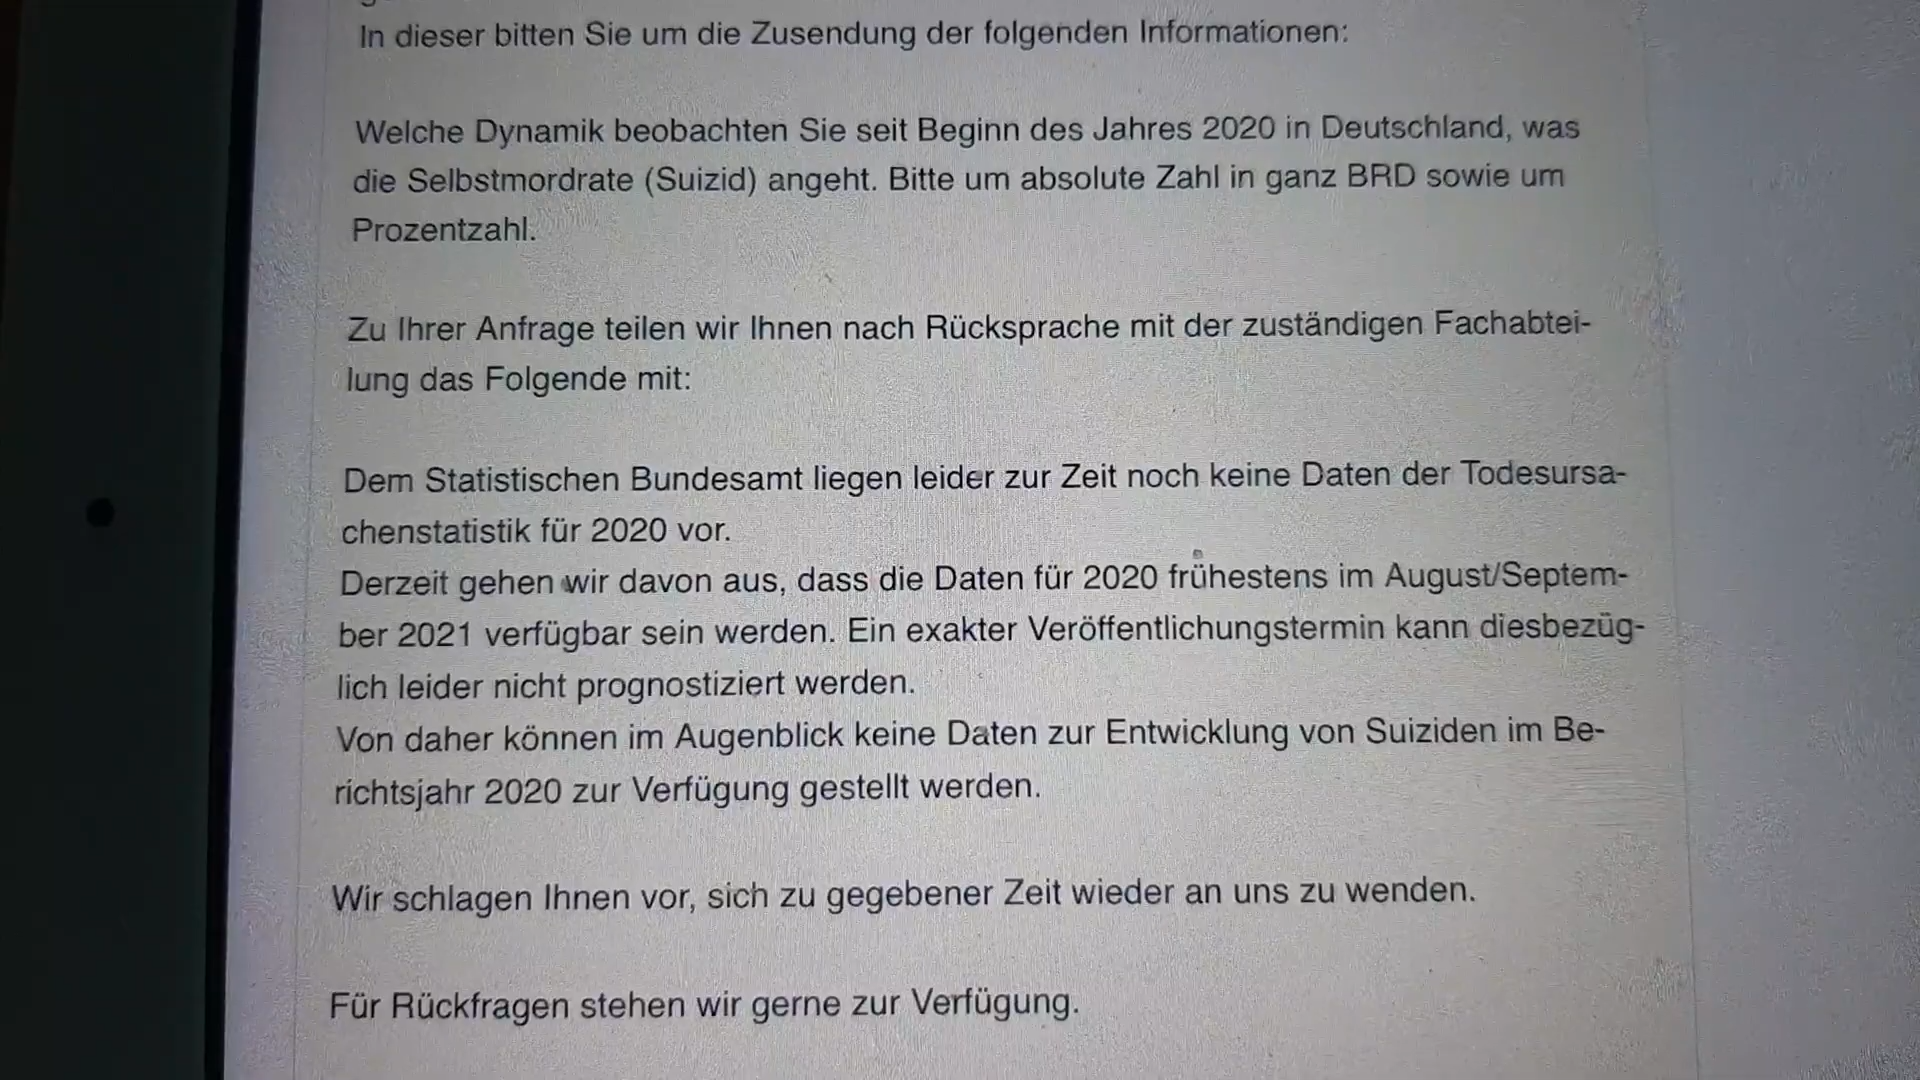 In dieser bitten Sie um die Zusendung der folgenden Informationen:
Welche Dynamik beobachten Sie seit Beginn des Jahres 2020 in Deutschland, was
die Selbstmordrate (Suizid) angeht. Bitte um absolute Zahl in ganz BRD sowie um
Prozentzahl.
Zu Ihrer Anfrage teilen wir Ihnen nach Rücksprache mit der zuständigen Fachabtei-
lung das Folgende mit:
Dem Statistischen Bundesamt liegen leider zur Zeit noch keine Daten der Todesursa-
chenstatistik für 2020 vor.
Derzeit gehen wir davon aus, dass die Daten für 2020 frühestens im August/Septem-
ber 2021 verfügbar sein werden. Ein exakter Veröffentlichungstermin kann diesbezüg-
lich leider nicht prognostiziert werden.
Von daher können im Augenblick keine Daten zur Entwicklung von Suiziden im Be-
richtsjahr 2020 zur Verfügung gestellt werden.
Wir schlagen Ihnen vor, sich zu gegebener Zeit wieder an uns zu wenden.
Für Rückfragen stehen wir gerne zur Verfügung.